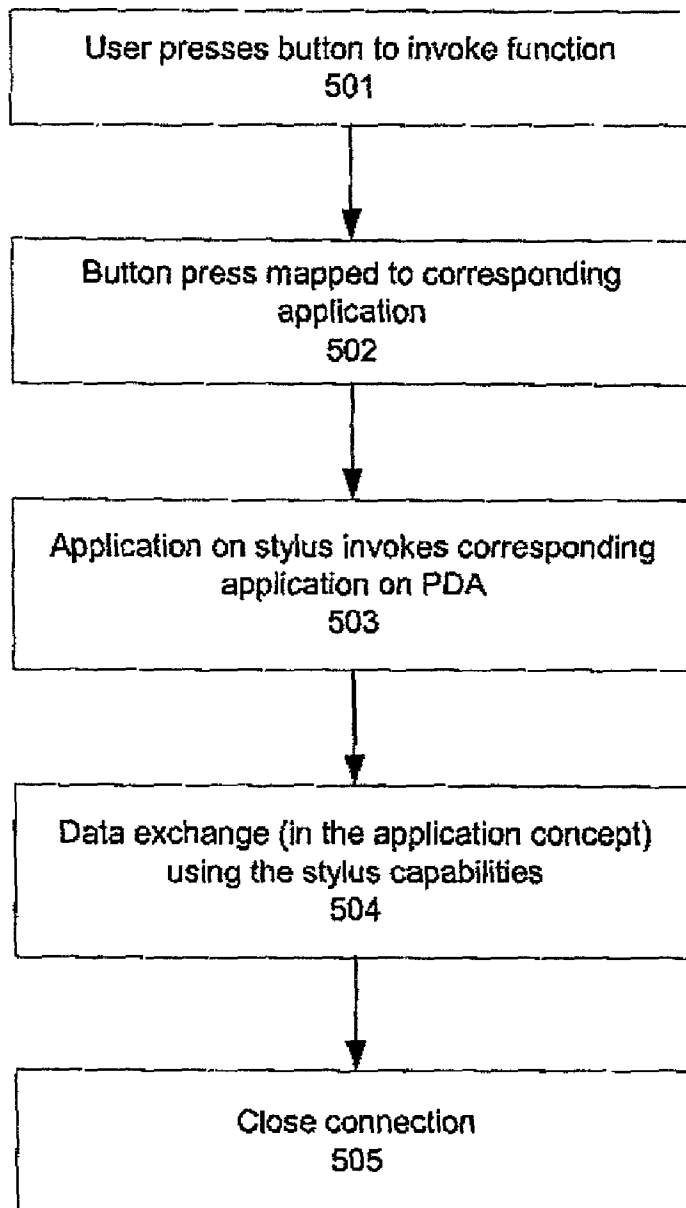 User presses button to invoke function
501
Button press mapped to corresponding
application
502
Application on stylus invokes corresponding
application on PDA
503
Data exchange (in the application concept)
using the stylus capabilities
504
Close connection
505